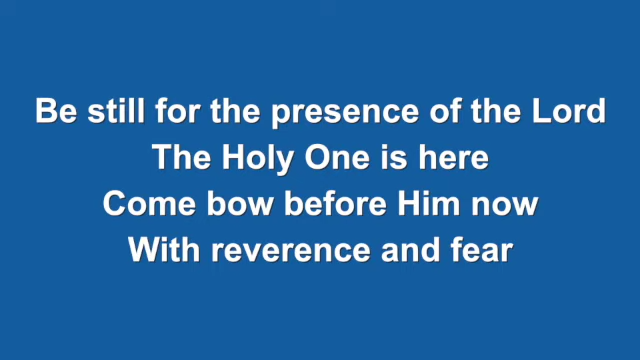 Be still for the presence of the Lord
The Holy One is here
Come bow before Him now
With reverence and fear